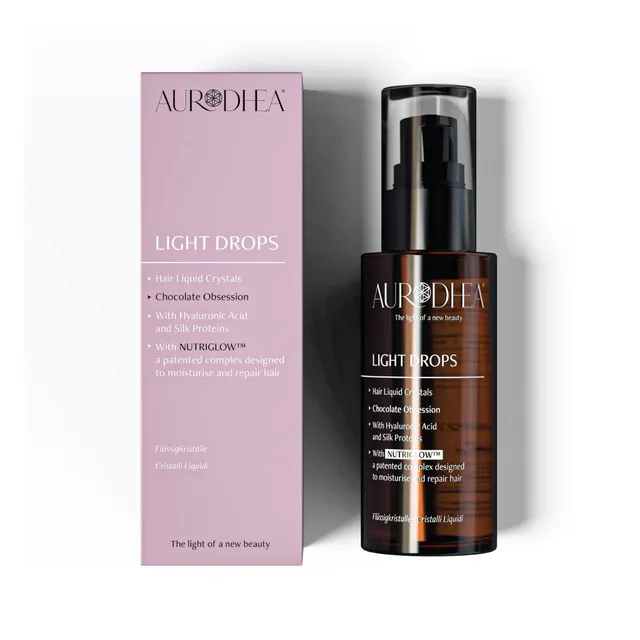 AURODHEA®
LIGHT DROPS
Hair Liquid Crystals
Chocolate Obsession
With Hyaluronic Acid
and Silk Proteins
With NUTRIGLOW™
a patented complex designed
to moisturise and repair hair
Flüssigkristalle
Cristalli Liquidi
The light of a new beauty
AURODHEA®
The light of a new beauty
LIGHT DROPS
Hair Liquid Crystals
Chocolate Obsession
With Hyaluronic Acid
and Silk Proteins
With NUTRIGLOW™
a patented complex designed
to moisturise and repair hair
Flüssigkristalle / Cristalli Liquidi